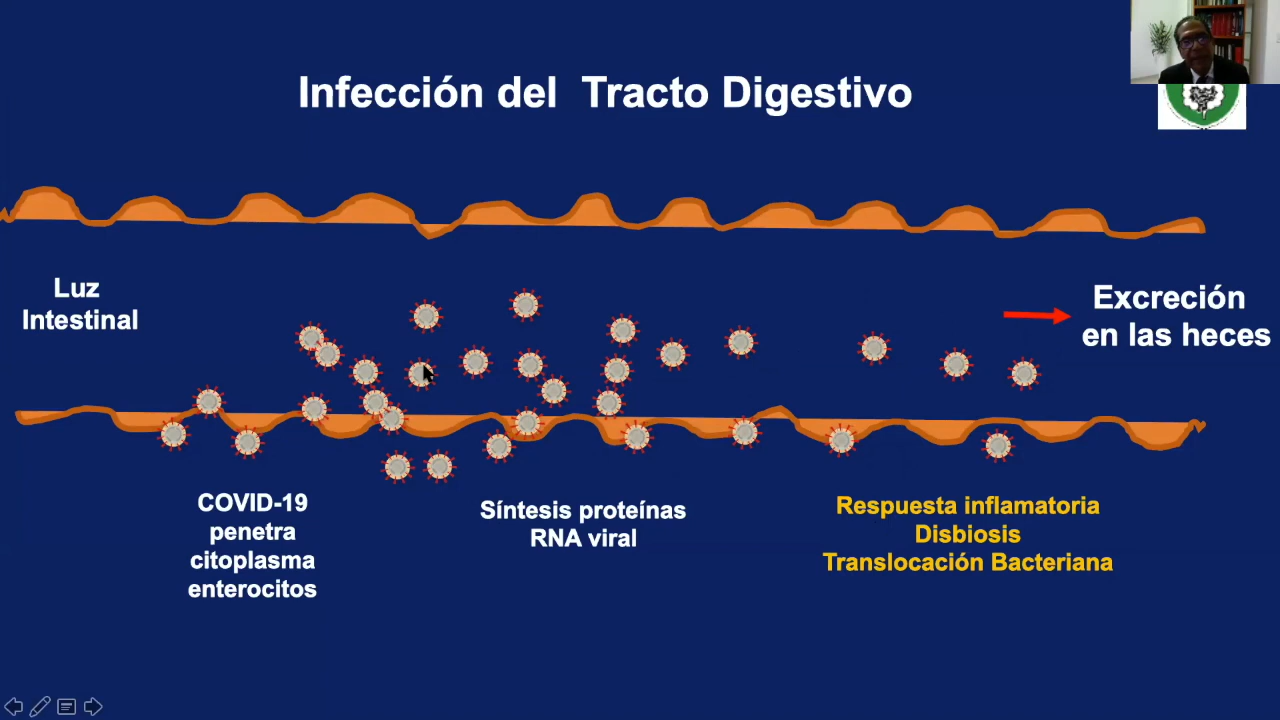 Infección del Tracto Digestivo
Luz
Intestinal
Excreción
en las heces
COVID-19
penetra
citoplasma
enterocitos
Síntesis proteínas
RNA viral
Respuesta inflamatoria
Disbiosis
Translocación Bacteriana